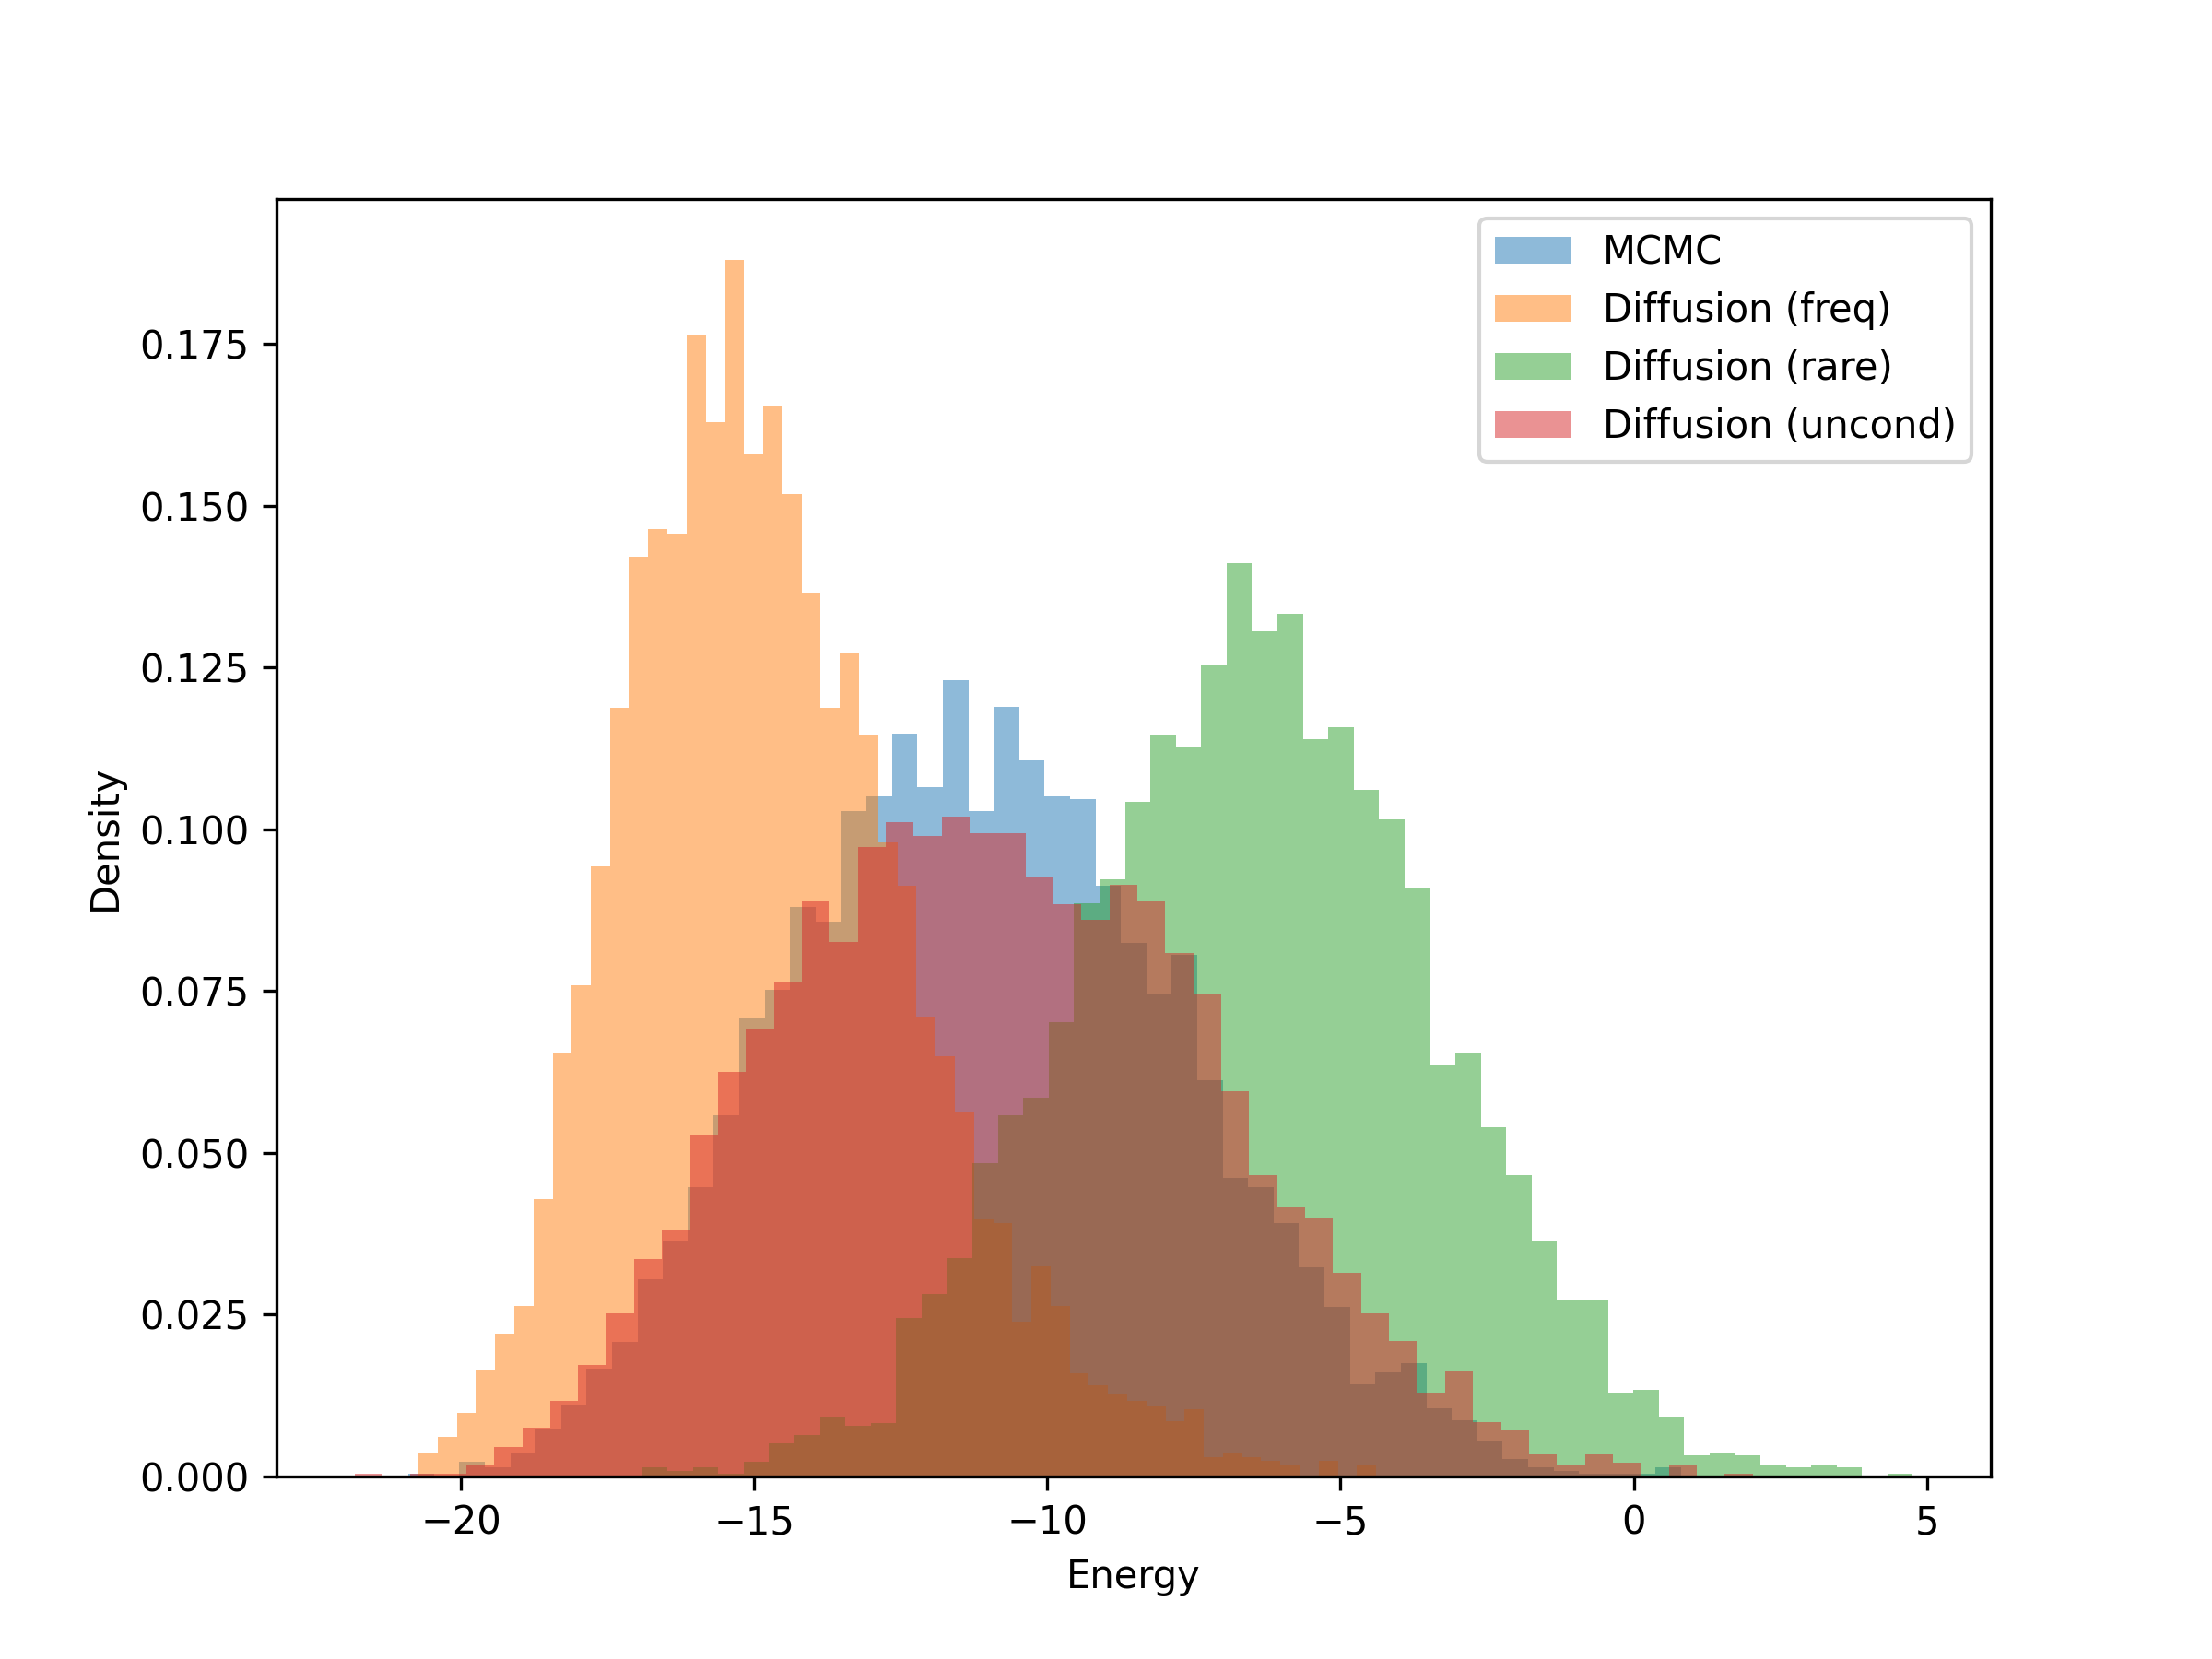 MCMC
Diffusion (freq)
Diffusion (rare)
Diffusion (uncond)
0.175
0.150
0.125
0.100
0.075
0.050
0.025
0.000
Density
−20 −15 −10 −5 0 5
Energy